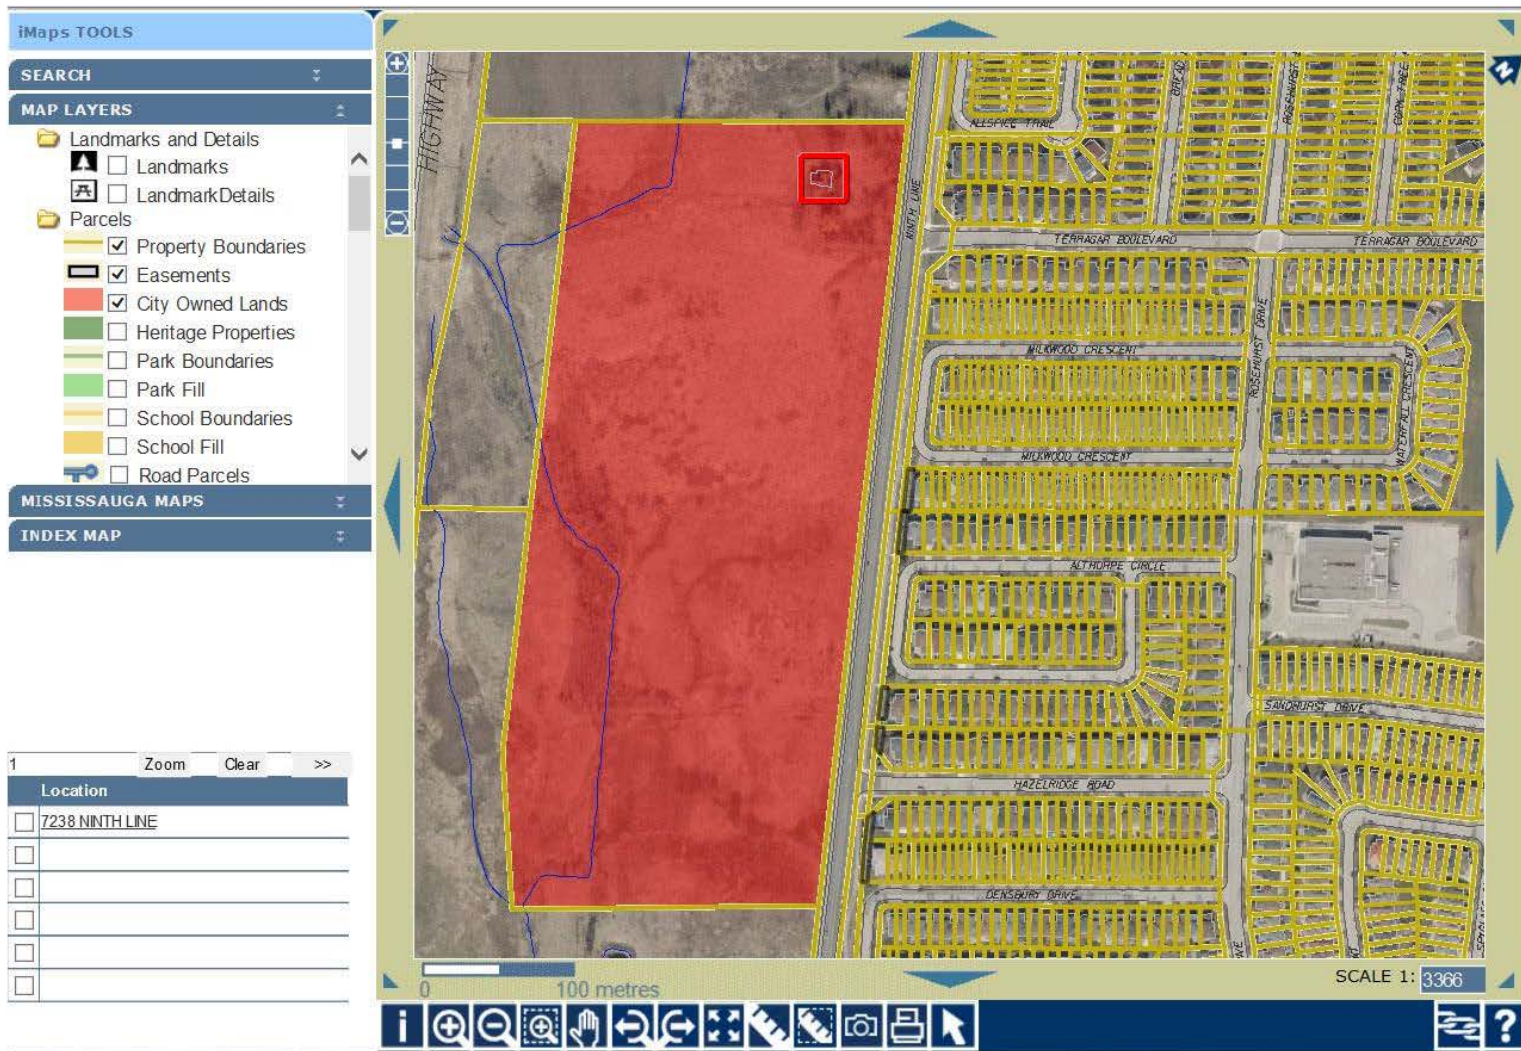 iMaps TOOLS
SEARCH
MAP LAYERS
Landmarks and Details
Landmarks
LandmarkDetails
Parcels
Property Boundaries
Easements
City Owned Lands
Heritage Properties
Park Boundaries
Park Fill
School Boundaries
School Fill
Road Parcels
MISSISSAUGA MAPS
INDEX MAP
1 Zoom Clear >>
Location
7238 NINTH LINE
HIGHWAY
N
ALLSPICE TRAIL
NINTH LINE
TERRAGAR BOULEVARD
TERRAGAR BOULEVARD
MILKWOOD CRESCENT
ROSEHURST DRIVE
WATERFALL CRESCENT
MILKWOOD CRESCENT
ALTHORPE CIRCLE
SANDHURST DRIVE
HAZELRIDGE ROAD
DENSBURY DRIVE
0 100 metres
SCALE 1: 3366
i
?